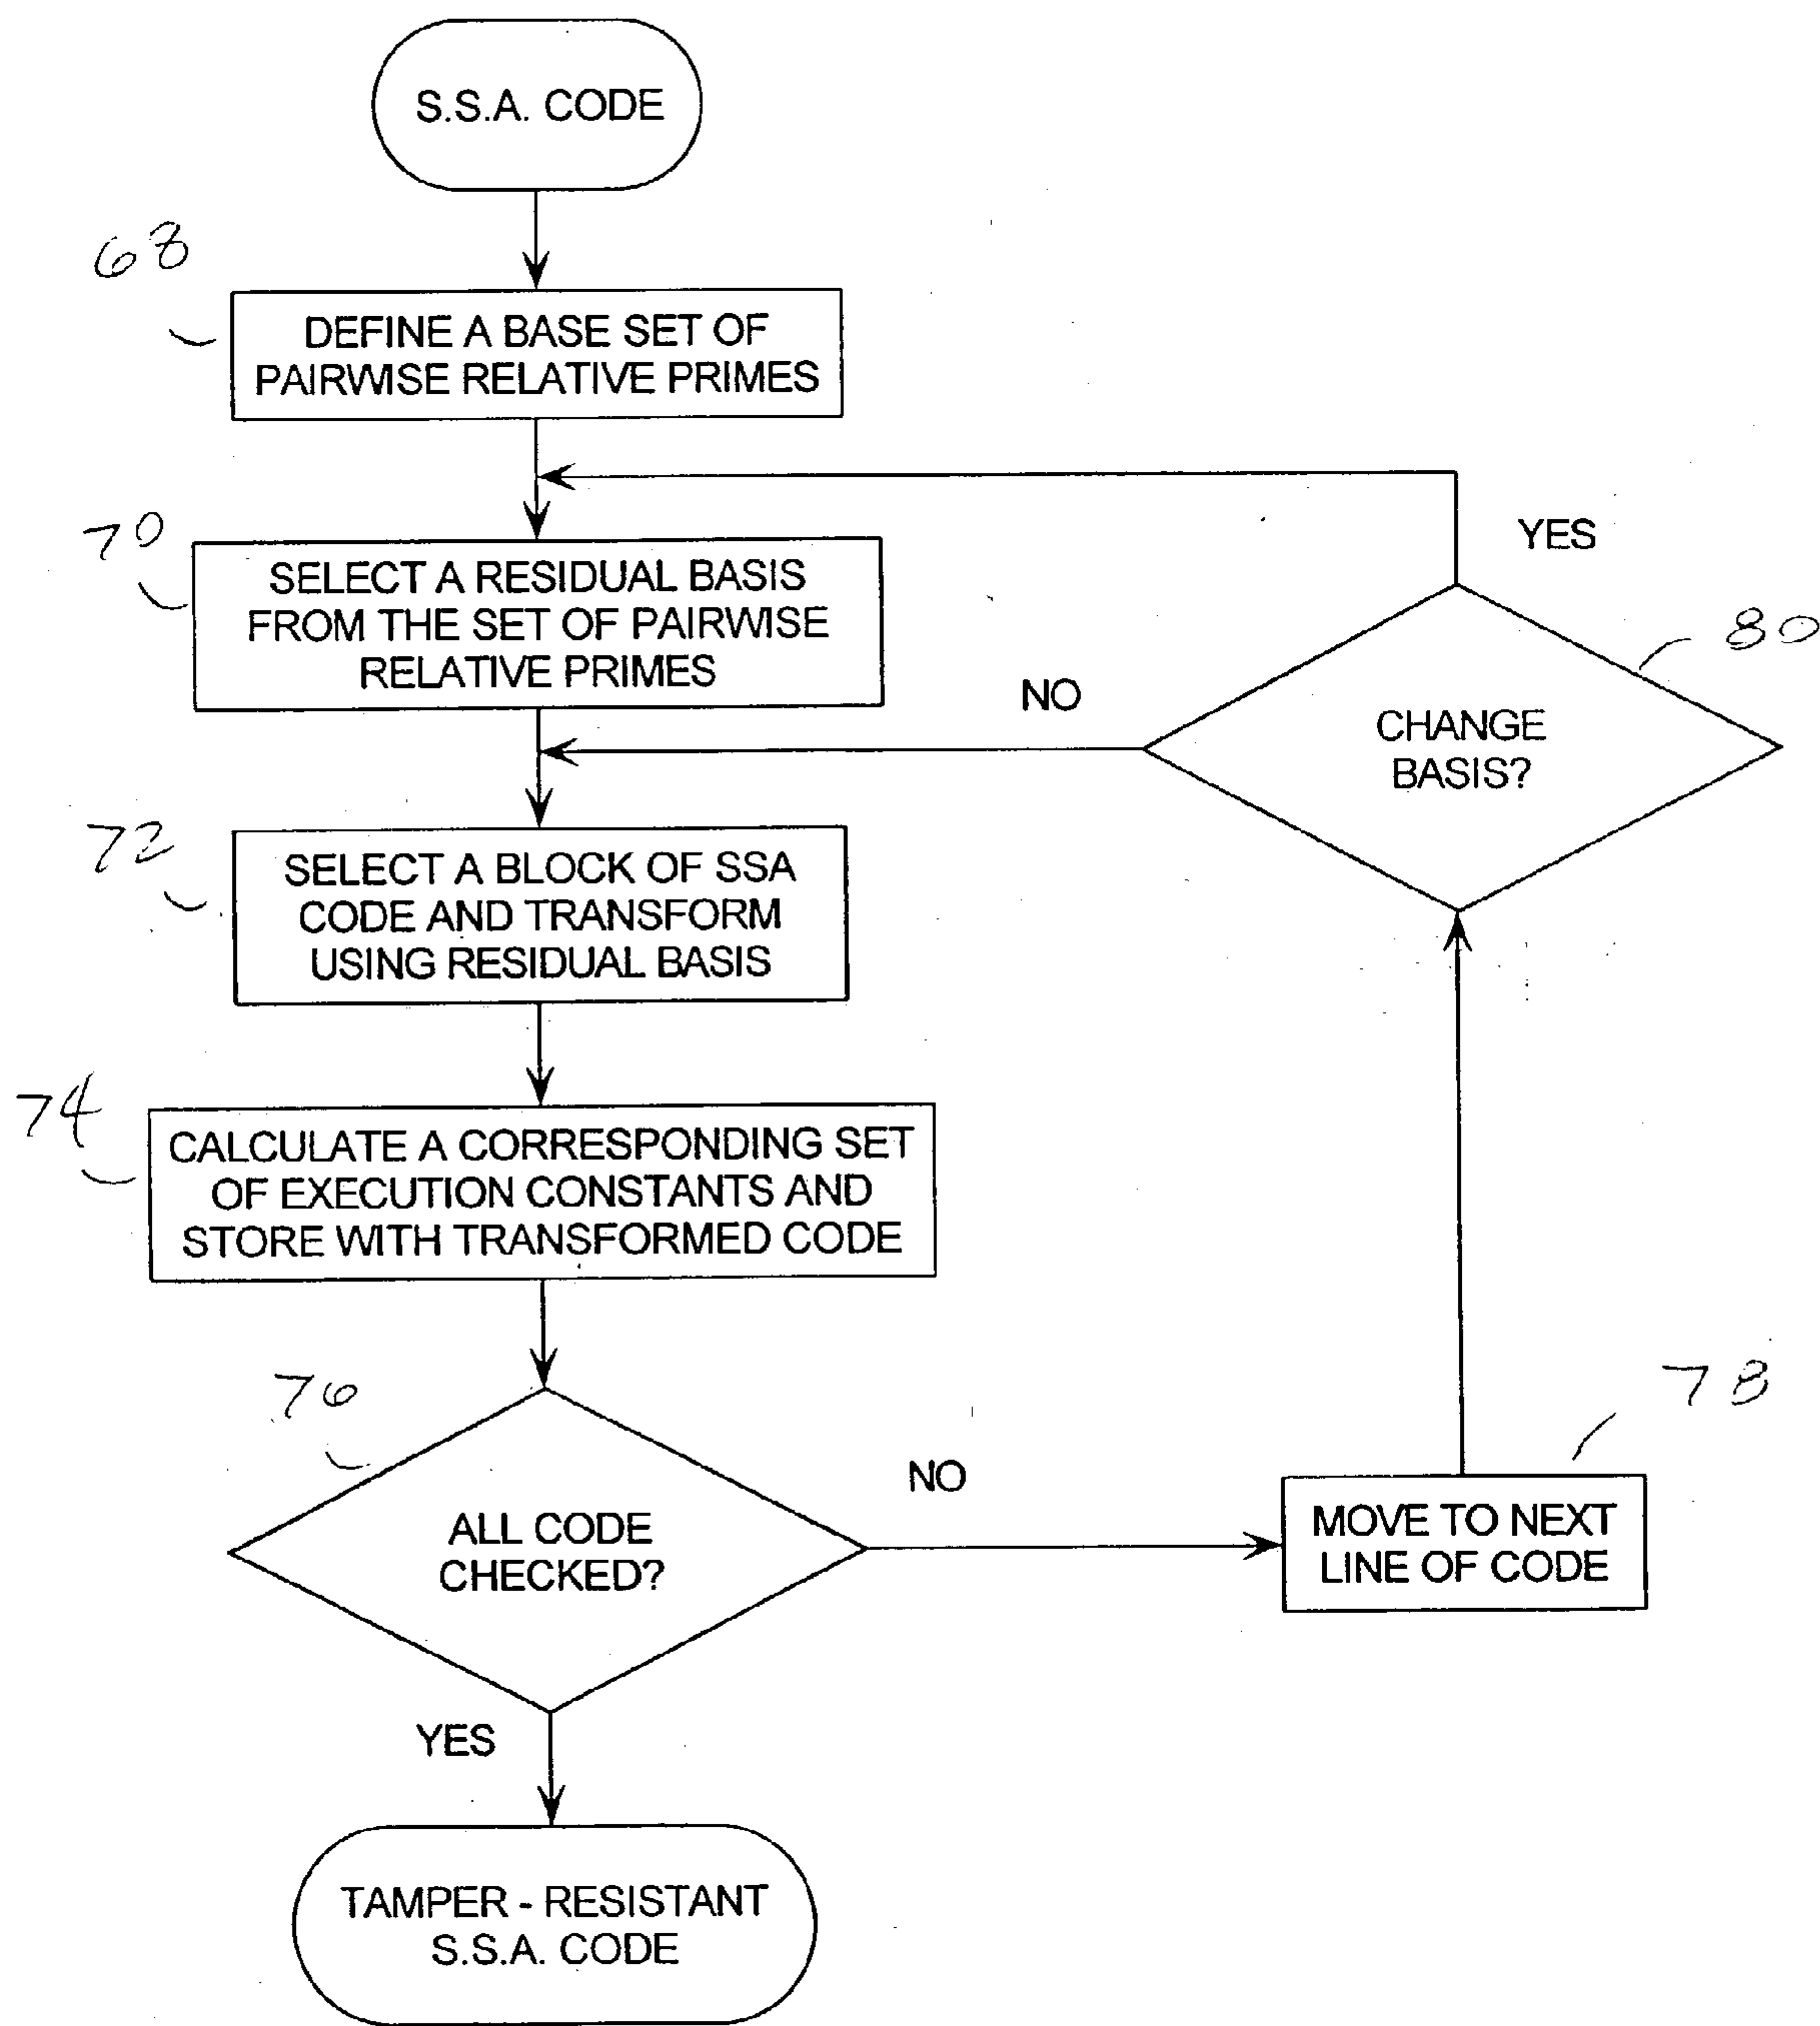 S.S.A. CODE
68
DEFINE A BASE SET OF
PAIRWISE RELATIVE PRIMES
70
SELECT A RESIDUAL BASIS
FROM THE SET OF PAIRWISE
RELATIVE PRIMES
YES
80
NO
CHANGE
BASIS?
72
SELECT A BLOCK OF SSA
CODE AND TRANSFORM
USING RESIDUAL BASIS
74
CALCULATE A CORRESPONDING SET
OF EXECUTION CONSTANTS AND
STORE WITH TRANSFORMED CODE
76
ALL CODE
CHECKED?
NO
78
MOVE TO NEXT
LINE OF CODE
YES
TAMPER - RESISTANT
S.S.A. CODE